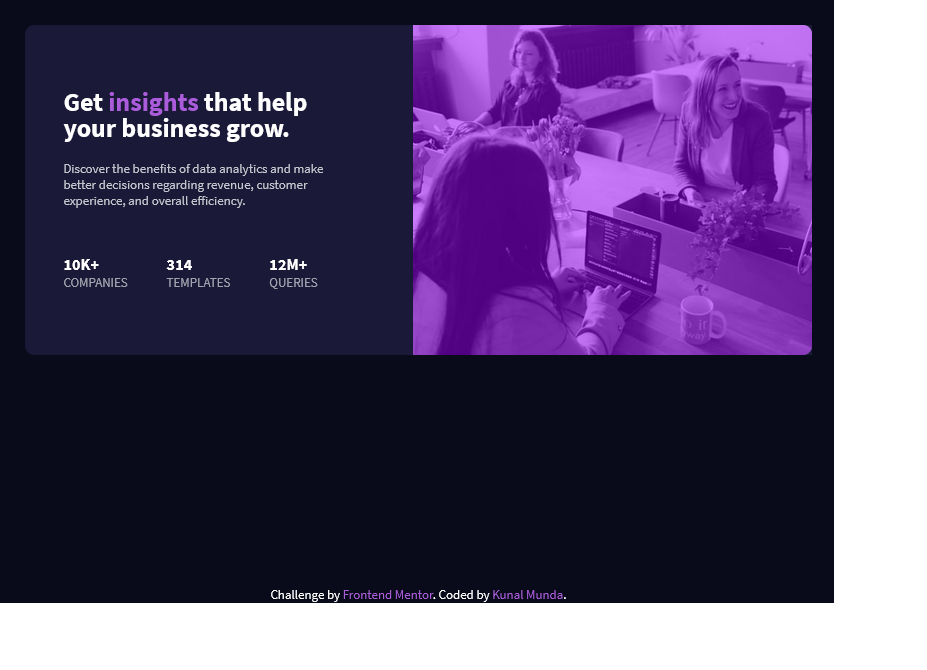 Get insights that help
your business grow.
Discover the benefits of data analytics and make
better decisions regarding revenue, customer
experience, and overall efficiency.
10K+ 314 12M+
COMPANIES TEMPLATES QUERIES
Challenge by Frontend Mentor. Coded by Kunal Munda.